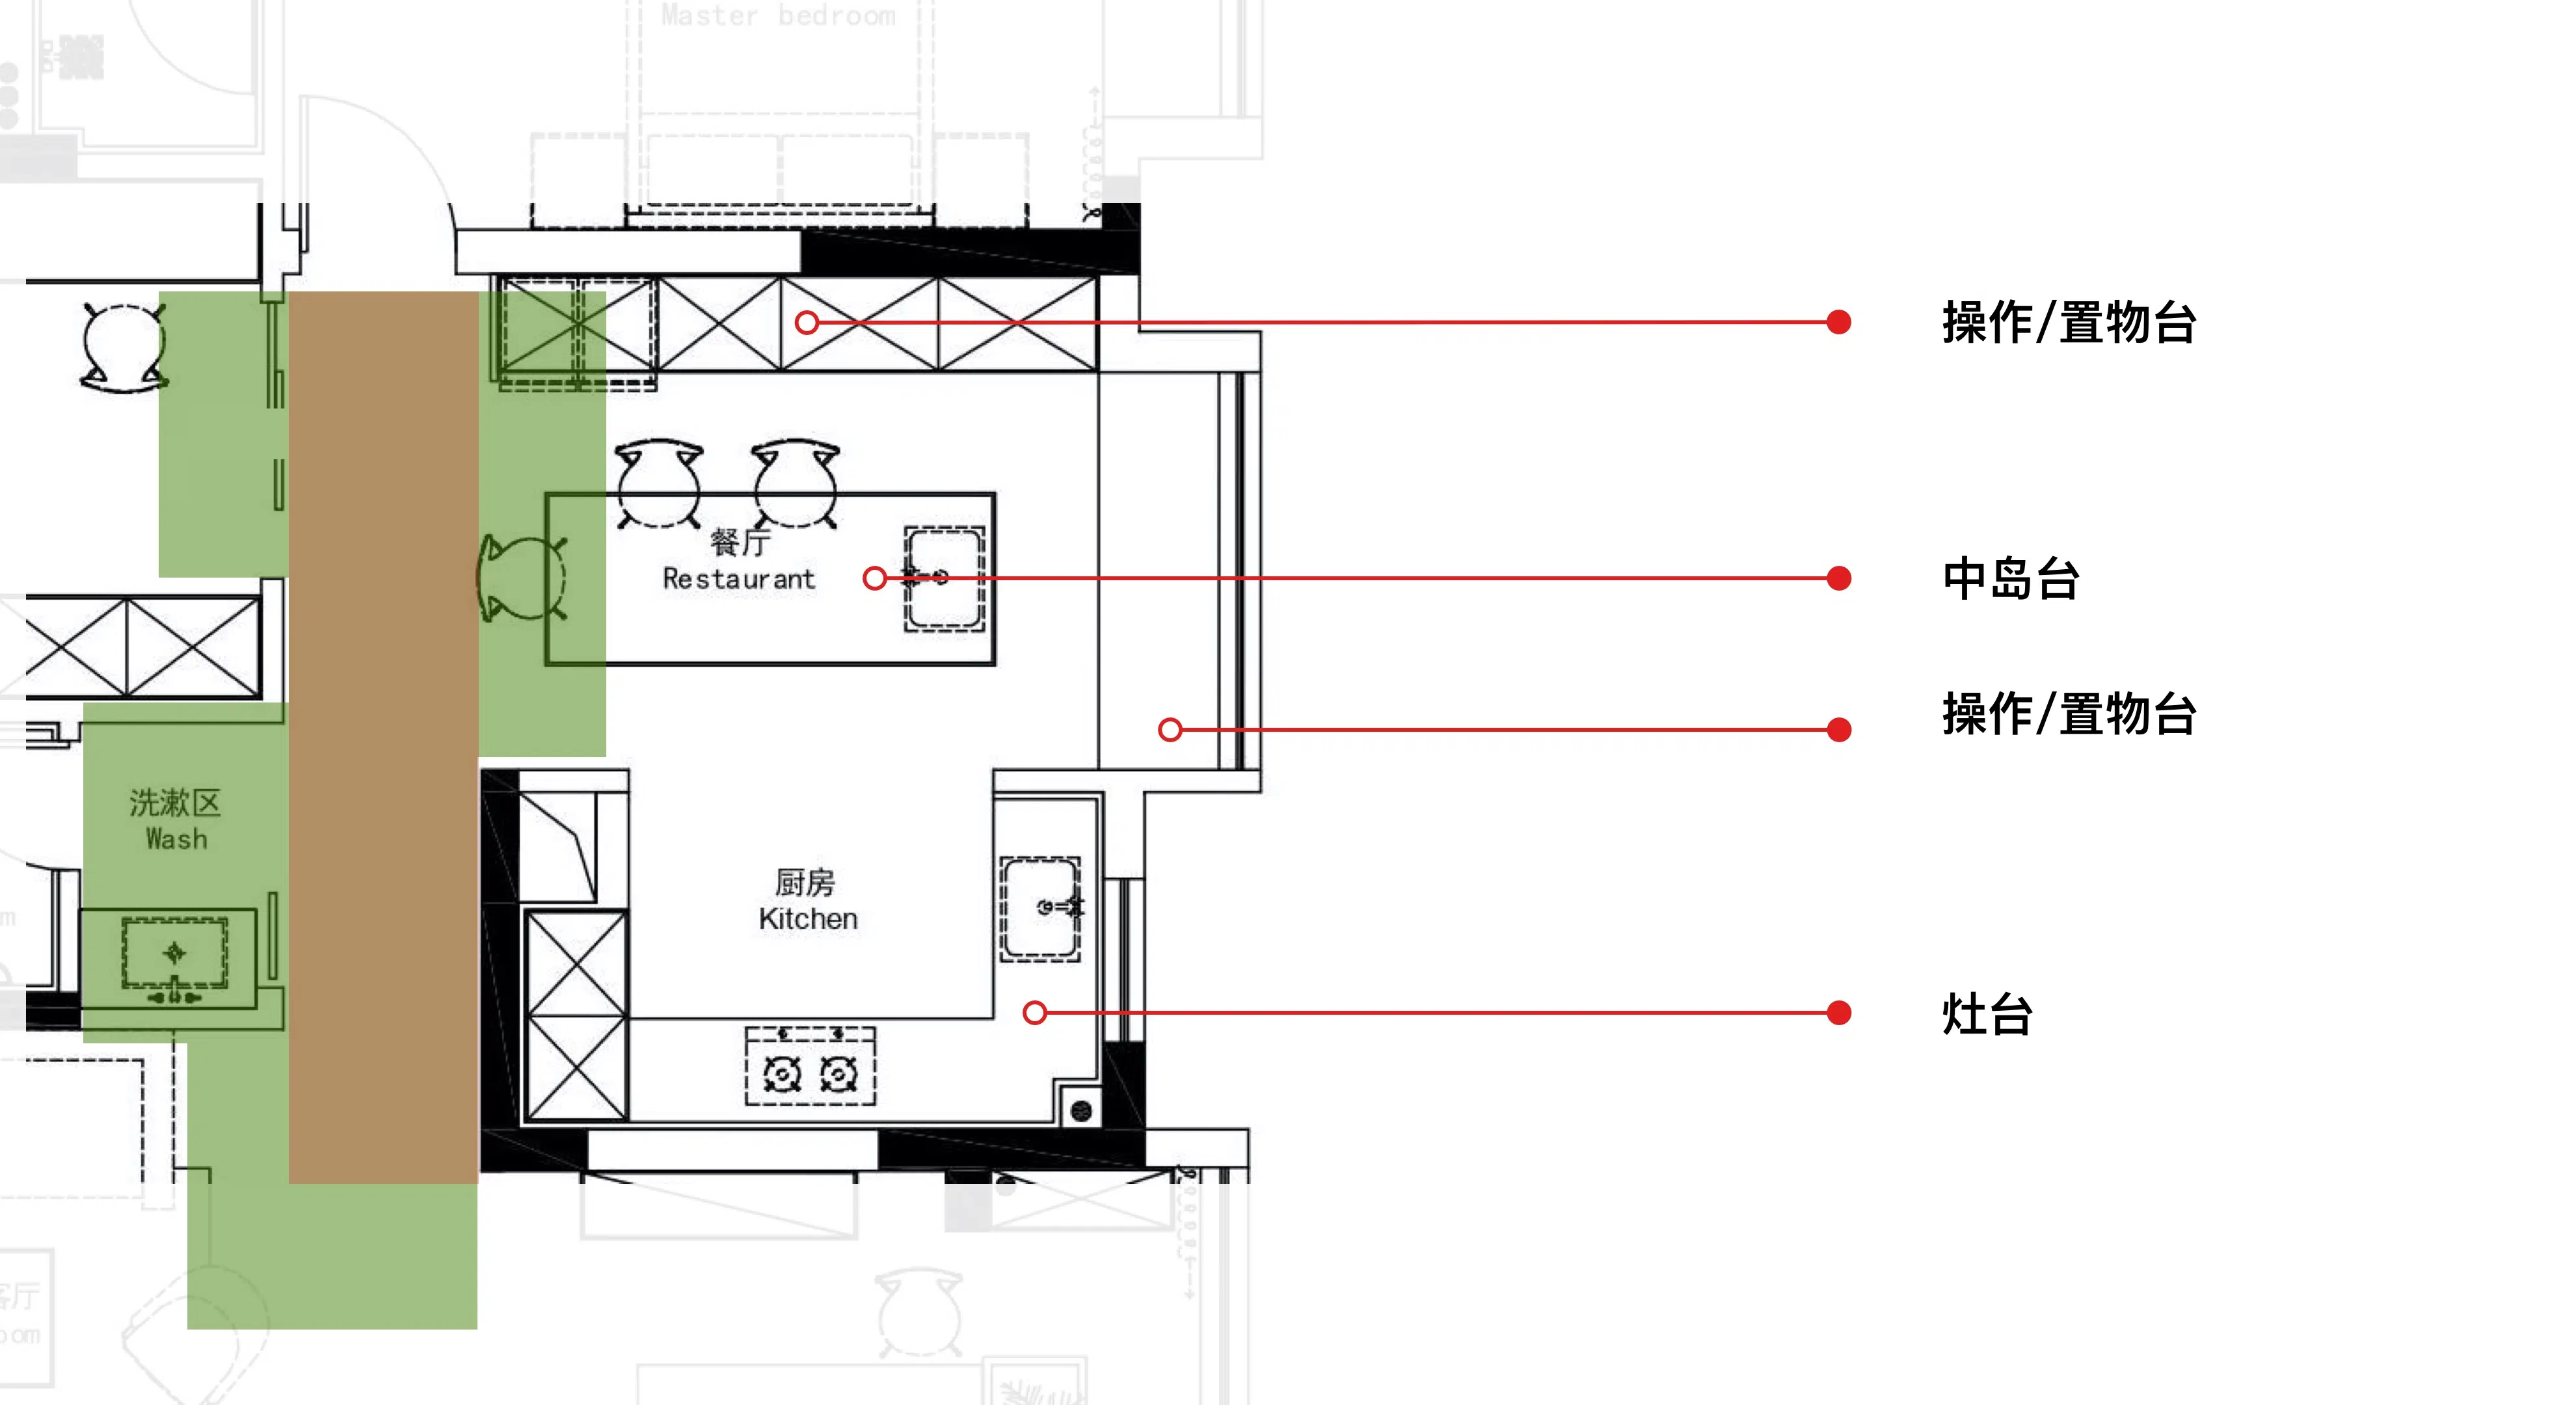 Master bedroom
操作/置物台
餐厅
Restaurant
中岛台
操作/置物台
洗漱区
Wash
厨房
Kitchen
灶台
客厅